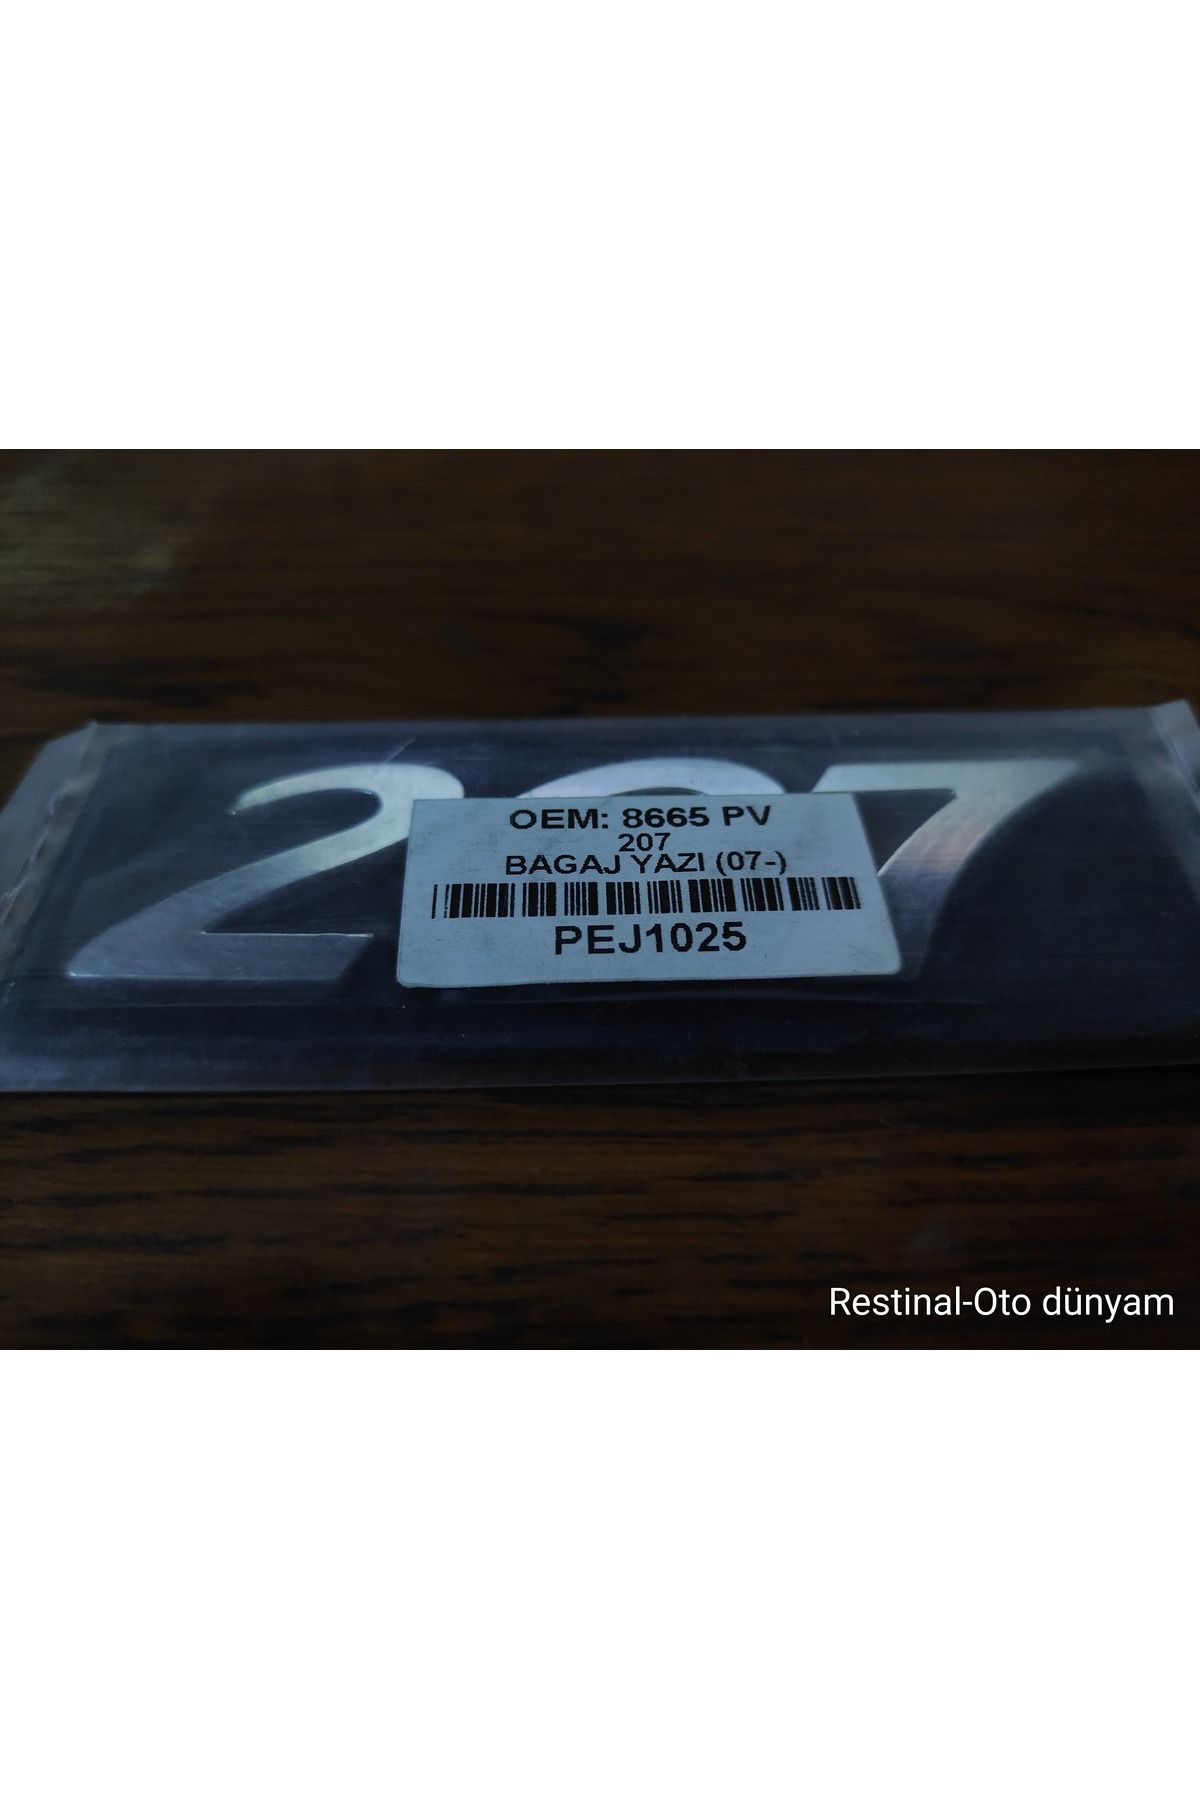 207
OEM: 8665 PV
207
BAGAJ YAZI (07-)
PEJ1025
Restinal-Oto dünyam